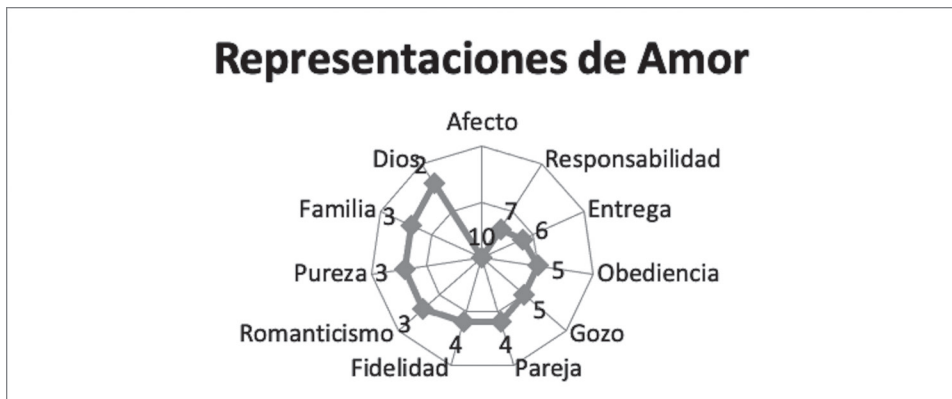 Representaciones de Amor
Afecto
Dios 2
Responsabilidad
Familia 3
7
Entrega
10
6
Pureza 3
5
Obediencia
Romanticismo 3
5
Gozo
Fidelidad 4
4
Pareja